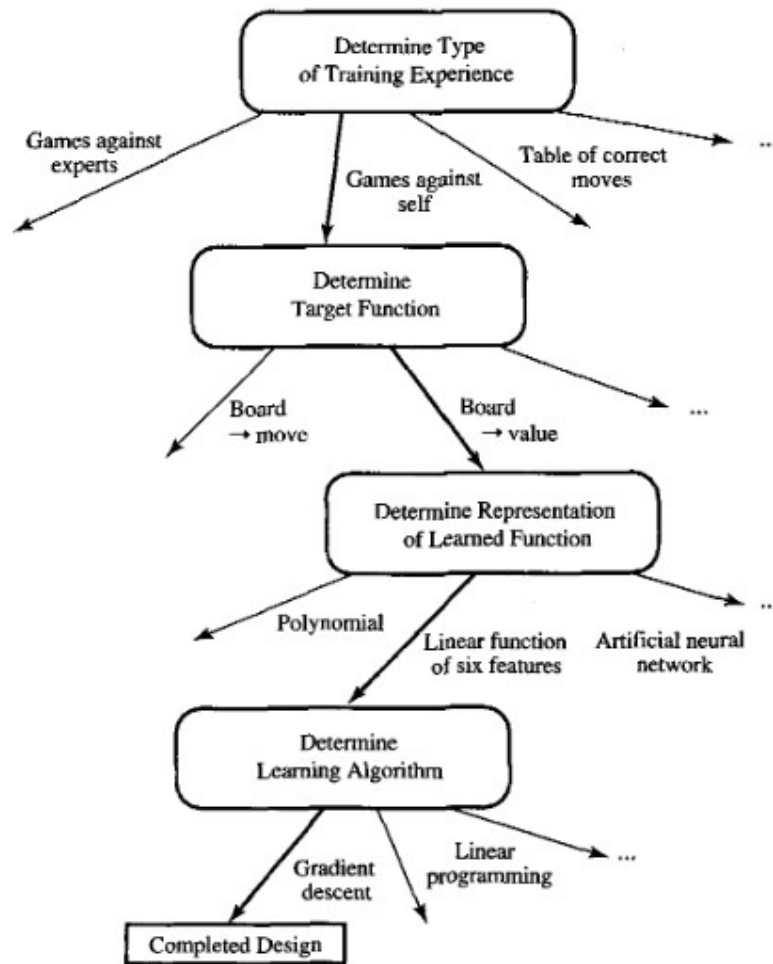 Determine Type
of Training Experience
Games against
experts
Games against
self
Table of correct
moves
...
Determine
Target Function
Board
→ move
Board
→ value
...
Determine Representation
of Learned Function
Polynomial
Linear function
of six features
Artificial neural
network
...
Determine
Learning Algorithm
Gradient
descent
Linear
programming
...
Completed Design